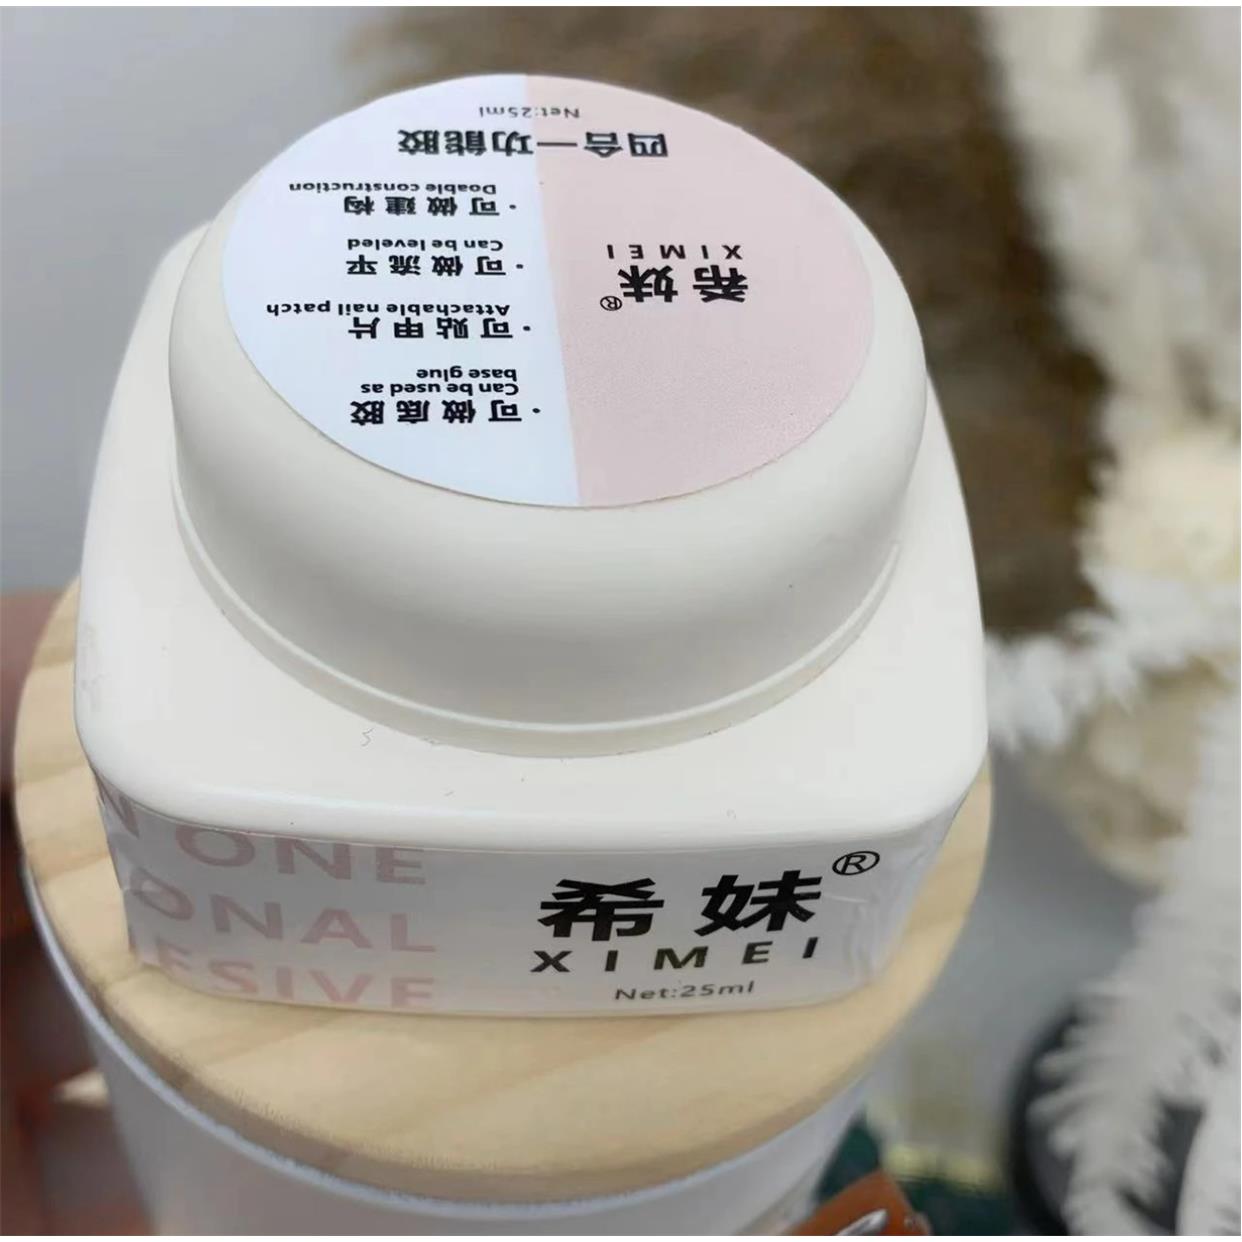 希妹®
XIMEI
四合一功能胶
Net:25ml
·可做底胶
Can be used as
base glue
·可贴甲片
Attachable nail patch
·可做流平
Can be leveled
·可做建构
Doable construction
ONE
希妹®
XIMEI
Net:25ml